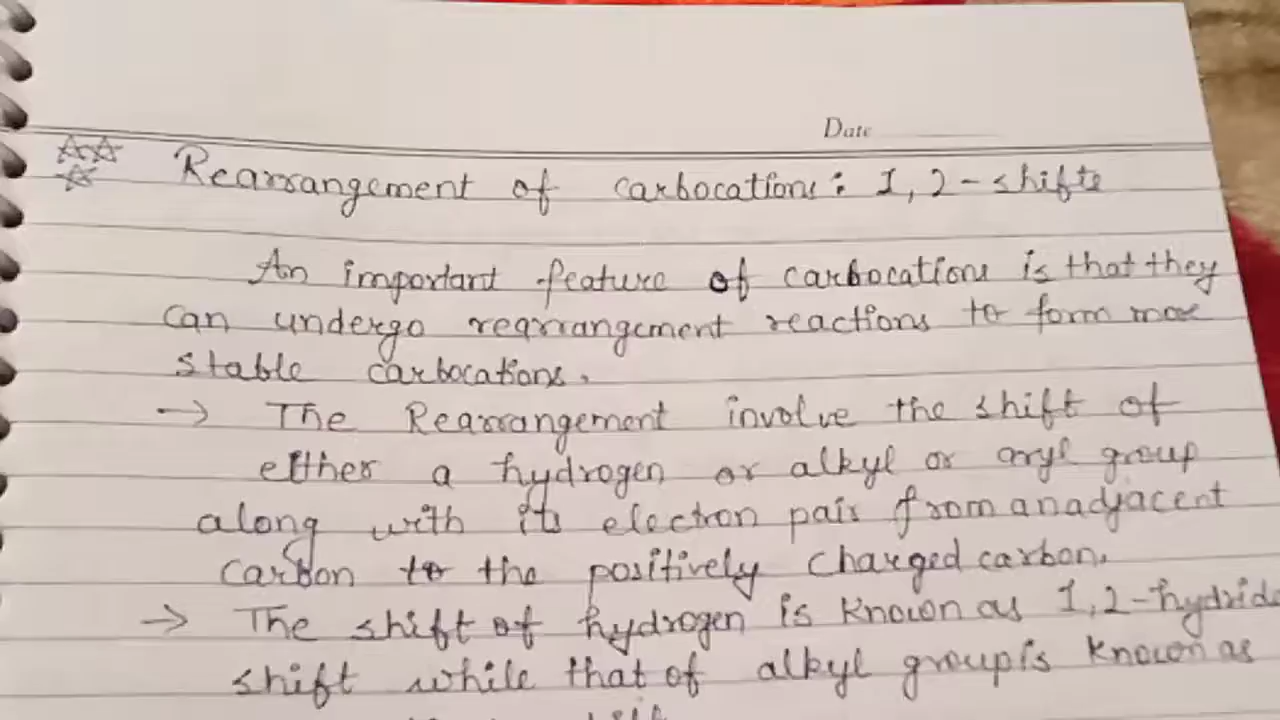 Date
Rearrangement of carbocations: 1,2-shifts
An important feature of carbocations is that they
can undergo rearrangement reactions to form more
stable carbocations.
→ The Rearrangement involve the shift of
either a hydrogen or alkyl or aryl group
along with its electron pair from an adjacent
carbon to the positively charged carbon.
→ The shift of hydrogen is known as 1,2-hydride
shift while that of alkyl group is known as